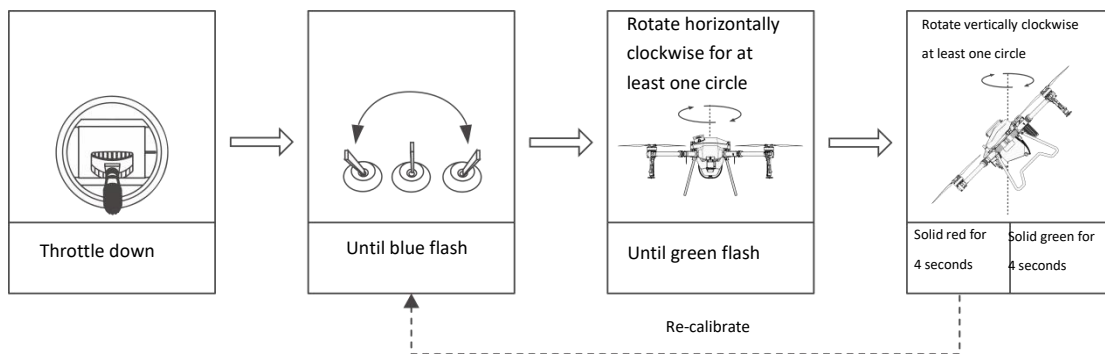 Throttle down
Until blue flash
Rotate horizontally
clockwise for at
least one circle
Until green flash
Rotate vertically clockwise
at least one circle
Solid red for
4 seconds
Solid green for
4 seconds
Re-calibrate